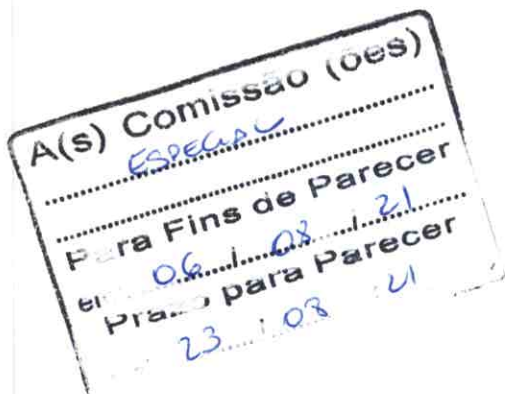 A(s) Comissão (ões)
ESPECIAL
Para Fins de Parecer
em 06 / 08 / 21
Prazo para Parecer
23 / 08 / 21